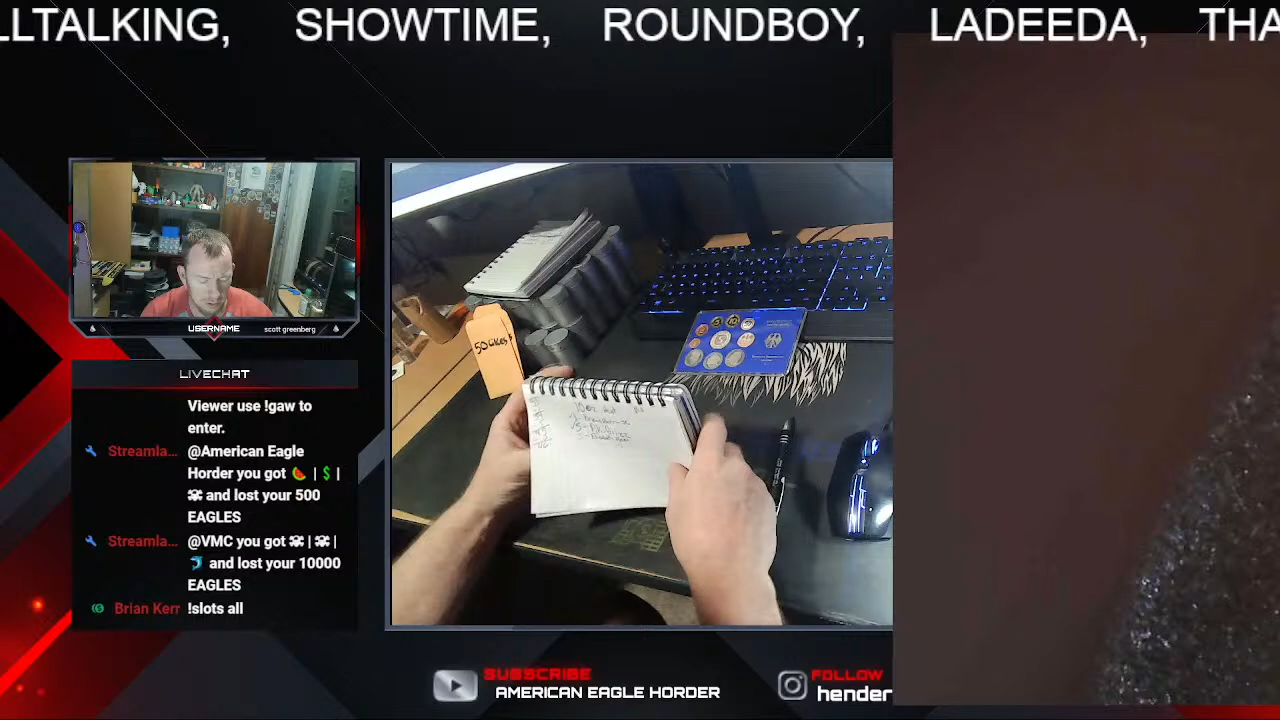 LLTALKING, SHOWTIME, ROUNDBOY, LADEEDA, THA
USERNAME scott greenberg
LIVECHAT
Viewer use !gaw to
enter.
Streamla... @American Eagle
Horder you got 🍉 | $ |
and lost your 500
EAGLES
Streamla... @VMC you got | |
🐬 and lost your 10000
EAGLES
Brian Kerr !slots all
50 EAGLES
SUBSCRIBE
AMERICAN EAGLE HORDER
FOLLOW
hender